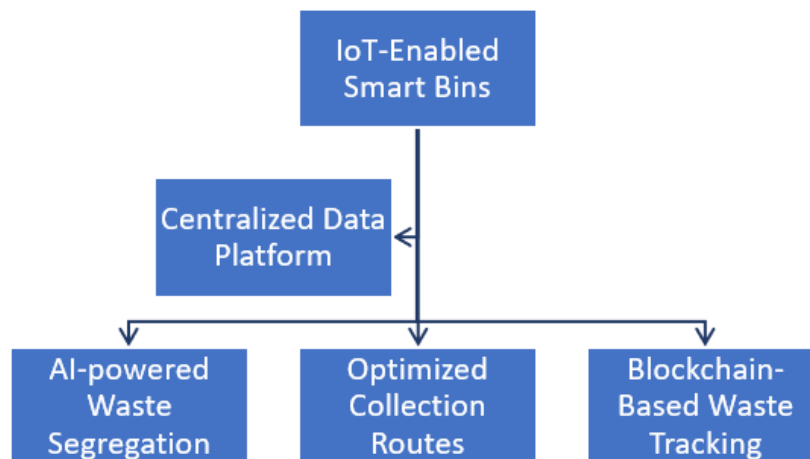 IoT-Enabled
Smart Bins
Centralized Data
Platform
AI-powered
Waste
Segregation
Optimized
Collection
Routes
Blockchain-
Based Waste
Tracking